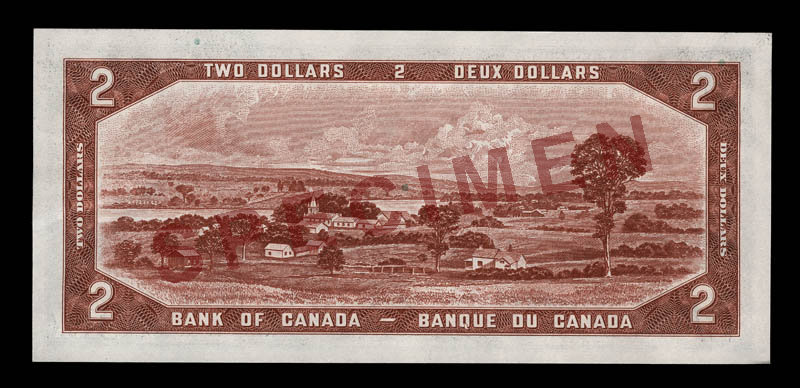 2 TWO DOLLARS 2 DEUX DOLLARS 2
TWO DOLLARS
SPECIMEN
DEUX DOLLARS
2 BANK OF CANADA — BANQUE DU CANADA 2